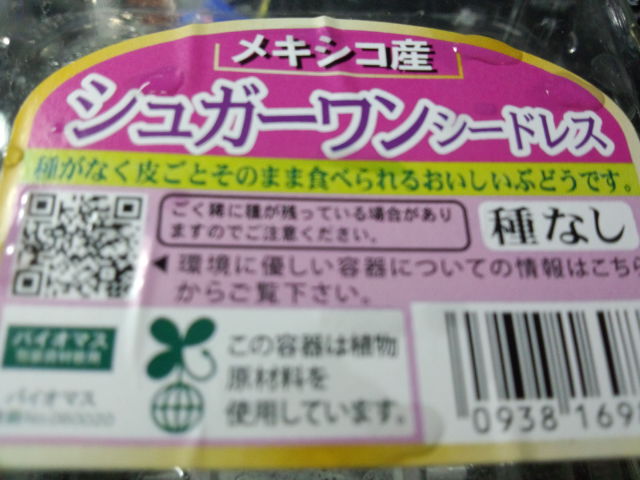 メキシコ産
シュガーワンシードレス
種がなく皮ごとそのまま食べられるおいしいぶどうです。
ごく稀に種が残っている場合があり
ますのでご注意ください。
種なし
◀環境に優しい容器についての情報はこちら
からご覧下さい。
バイオマス
この容器は植物
原材料を
使用しています。
バイオマス
0938 169